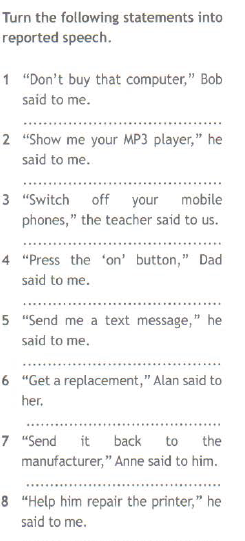 Turn the following statements into
reported speech.
1 “Don’t buy that computer,” Bob
said to me.
........................................
2 “Show me your MP3 player,” he
said to me.
........................................
3 “Switch off your mobile
phones,” the teacher said to us.
........................................
4 “Press the ‘on’ button,” Dad
said to me.
........................................
5 “Send me a text message,” he
said to me.
........................................
6 “Get a replacement,” Alan said to
her.
........................................
7 “Send it back to the
manufacturer,” Anne said to him.
........................................
8 “Help him repair the printer,” he
said to me.